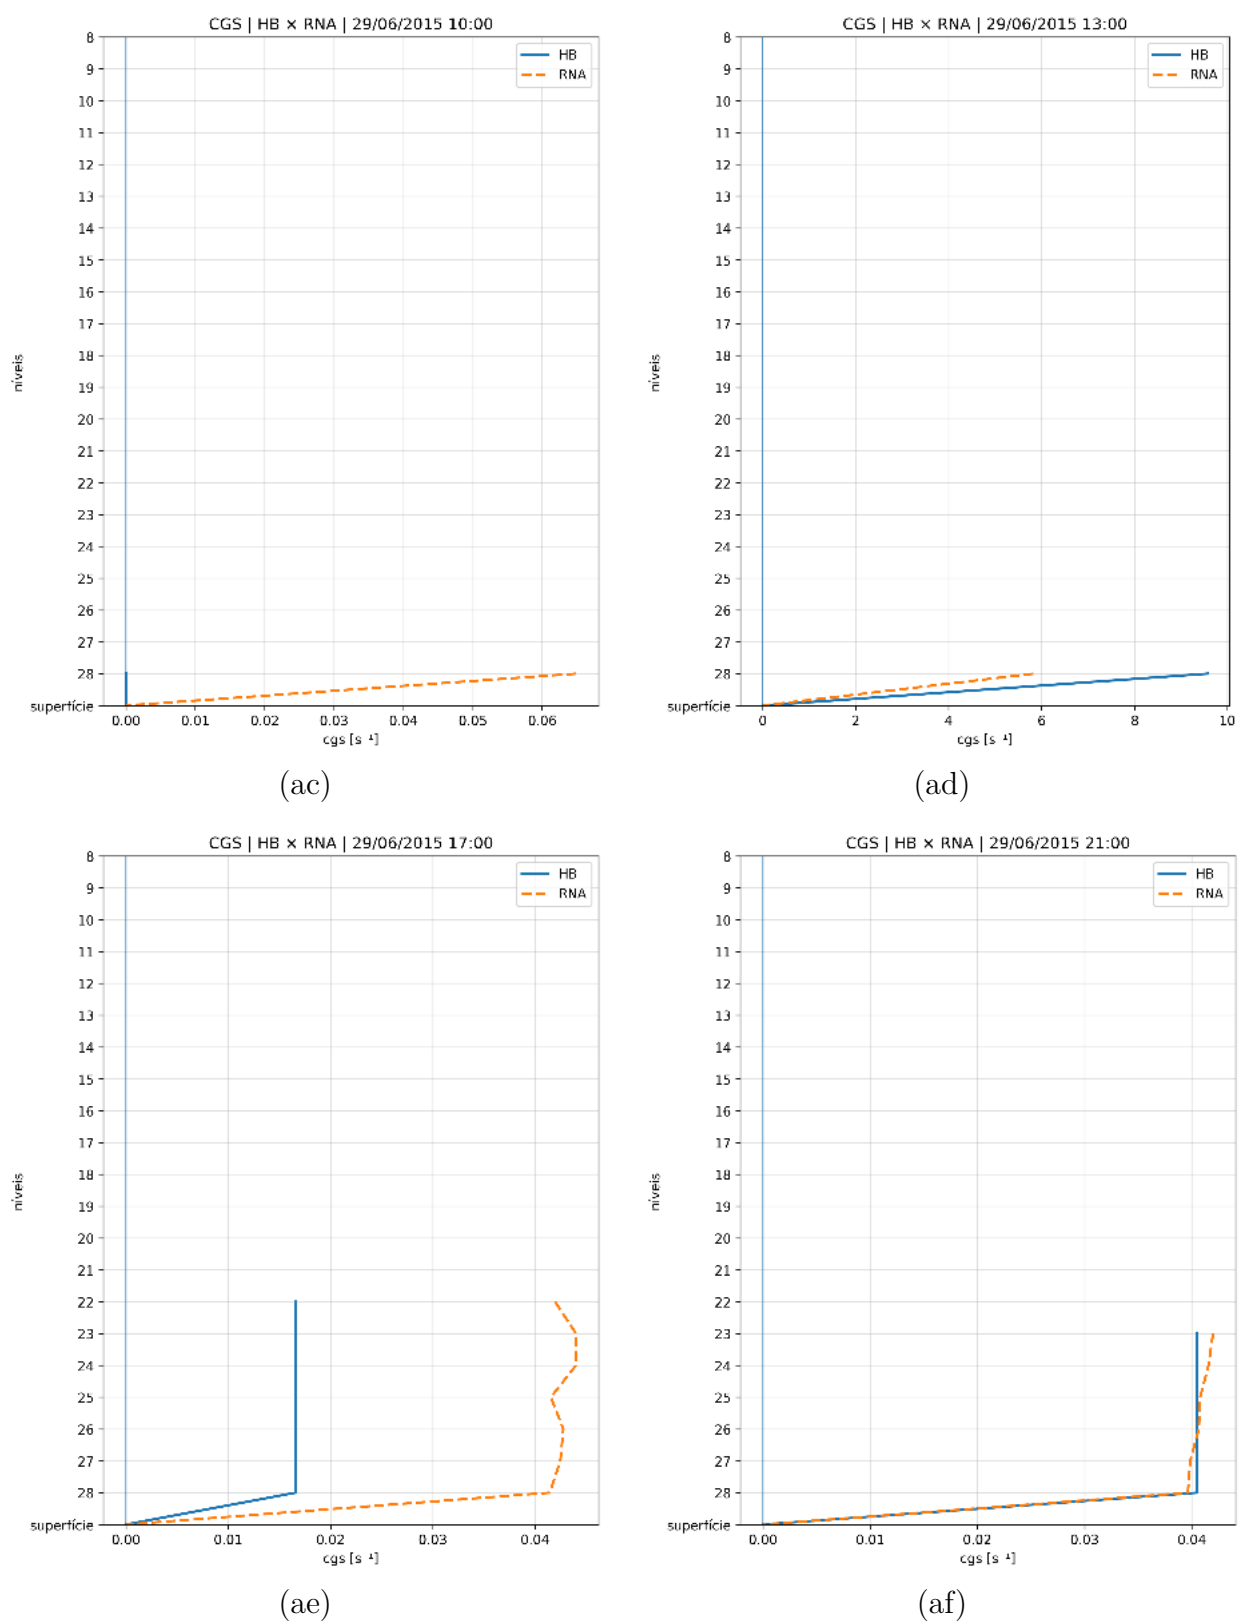 CGS | HB × RNA | 29/06/2015 10:00
HB
RNA
8
9
10
11
12
13
14
15
16
17
18
19
20
21
22
23
24
25
26
27
28
superfície
níveis
0.00 0.01 0.02 0.03 0.04 0.05 0.06
cgs [s⁻¹]
(ac)
CGS | HB × RNA | 29/06/2015 13:00
HB
RNA
8
9
10
11
12
13
14
15
16
17
18
19
20
21
22
23
24
25
26
27
28
superfície
níveis
0 2 4 6 8 10
cgs [s⁻¹]
(ad)
CGS | HB × RNA | 29/06/2015 17:00
HB
RNA
8
9
10
11
12
13
14
15
16
17
18
19
20
21
22
23
24
25
26
27
28
superfície
níveis
0.00 0.01 0.02 0.03 0.04
cgs [s⁻¹]
(ae)
CGS | HB × RNA | 29/06/2015 21:00
HB
RNA
8
9
10
11
12
13
14
15
16
17
18
19
20
21
22
23
24
25
26
27
28
superfície
níveis
0.00 0.01 0.02 0.03 0.04
cgs [s⁻¹]
(af)